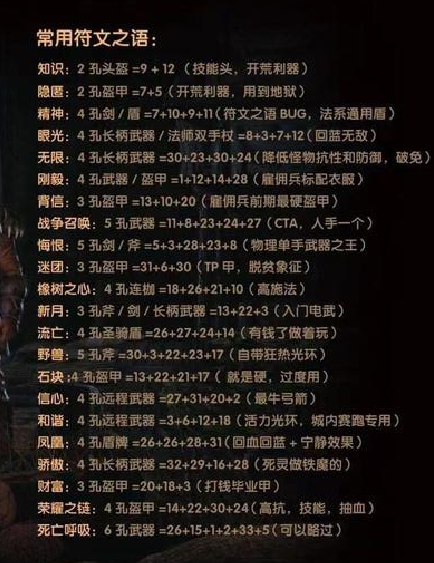 常用符文之语：
知识：2 孔头盔 =9 + 12 （技能头，开荒利器）
隐匿：2 孔盔甲 =7+5（开荒利器，用到地狱）
精神：4 孔剑 / 盾 =7+10+9+11（符文之语 BUG，法系通用盾）
眼光：4 孔长柄武器 / 法师双手杖 =8+3+7+12（回蓝无敌）
无限：4 孔长柄武器 =30+23+30+24（降低怪物抗性和防御，破免）
刚毅：4 孔武器 / 盔甲 =1+12+14+28（雇佣兵标配衣服）
背信：3 孔盔甲 =13+10+20（雇佣兵前期最硬盔甲）
战争召唤：5 孔武器 =11+8+23+24+27（CTA，人手一个）
悔恨：5 孔剑 / 斧 =5+3+28+23+8（物理单手武器之王）
迷团：3 孔盔甲 =31+6+30（TP 甲，脱贫象征）
橡树之心：4 孔连枷 =18+26+21+10（高施法）
新月：3 孔斧 / 剑 / 长柄武器 =13+22+3（入门电武）
流亡：4 孔圣骑盾 =26+27+24+14（有钱了做着玩）
野兽：5 孔斧 =30+3+22+23+17（自带狂热光环）
石块：4 孔盔甲 =13+22+21+17（ 就是硬，过度用）
信心：4 孔远程武器 =27+31+20+2（最牛弓箭）
和谐：4 孔远程武器 =3+6+12+18（活力光环，城内赛跑专用）
凤凰：4 孔盾牌 =26+26+28+31（回血回蓝 + 宁静效果）
骄傲：4 孔长柄武器 =32+29+16+28（死灵做铁魔的）
财富：3 孔盔甲 =20+18+3（打钱毕业甲）
荣耀之链：4 孔盔甲 =14+22+30+24（高抗，技能，抽血）
死亡呼吸：6 孔武器 =26+15+1+2+33+5（可以略过）